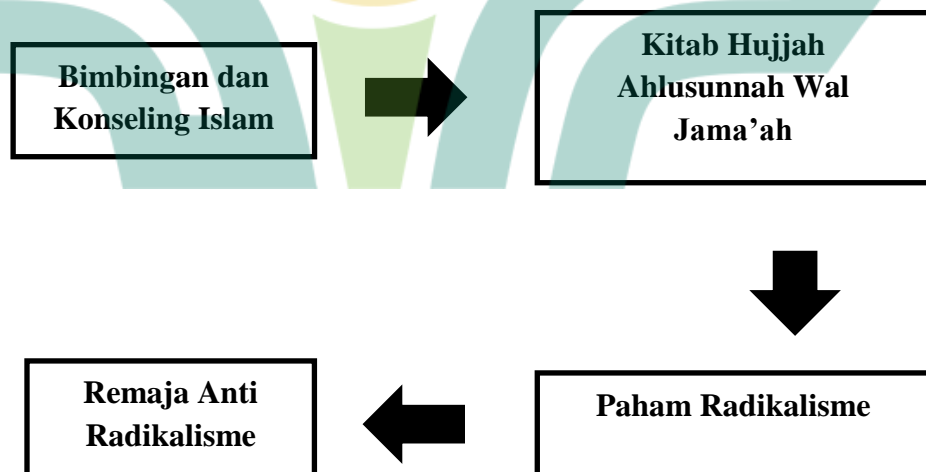 Bimbingan dan
Konseling Islam
Kitab Hujjah
Ahlusunnah Wal
Jama’ah
Paham Radikalisme
Remaja Anti
Radikalisme